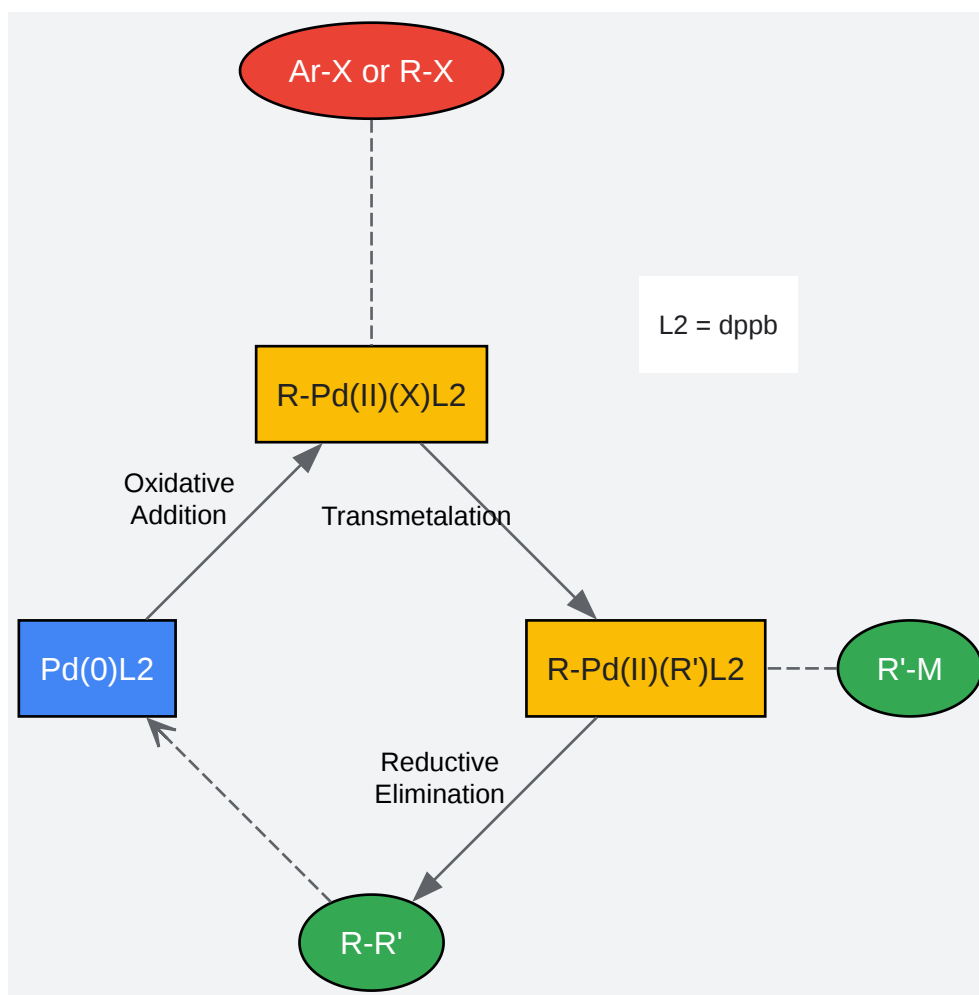 Ar-X or R-X
L2 = dppb
R-Pd(II)(X)L2
Oxidative
Addition
Transmetalation
Pd(0)L2
R-Pd(II)(R')L2
R'-M
Reductive
Elimination
R-R'